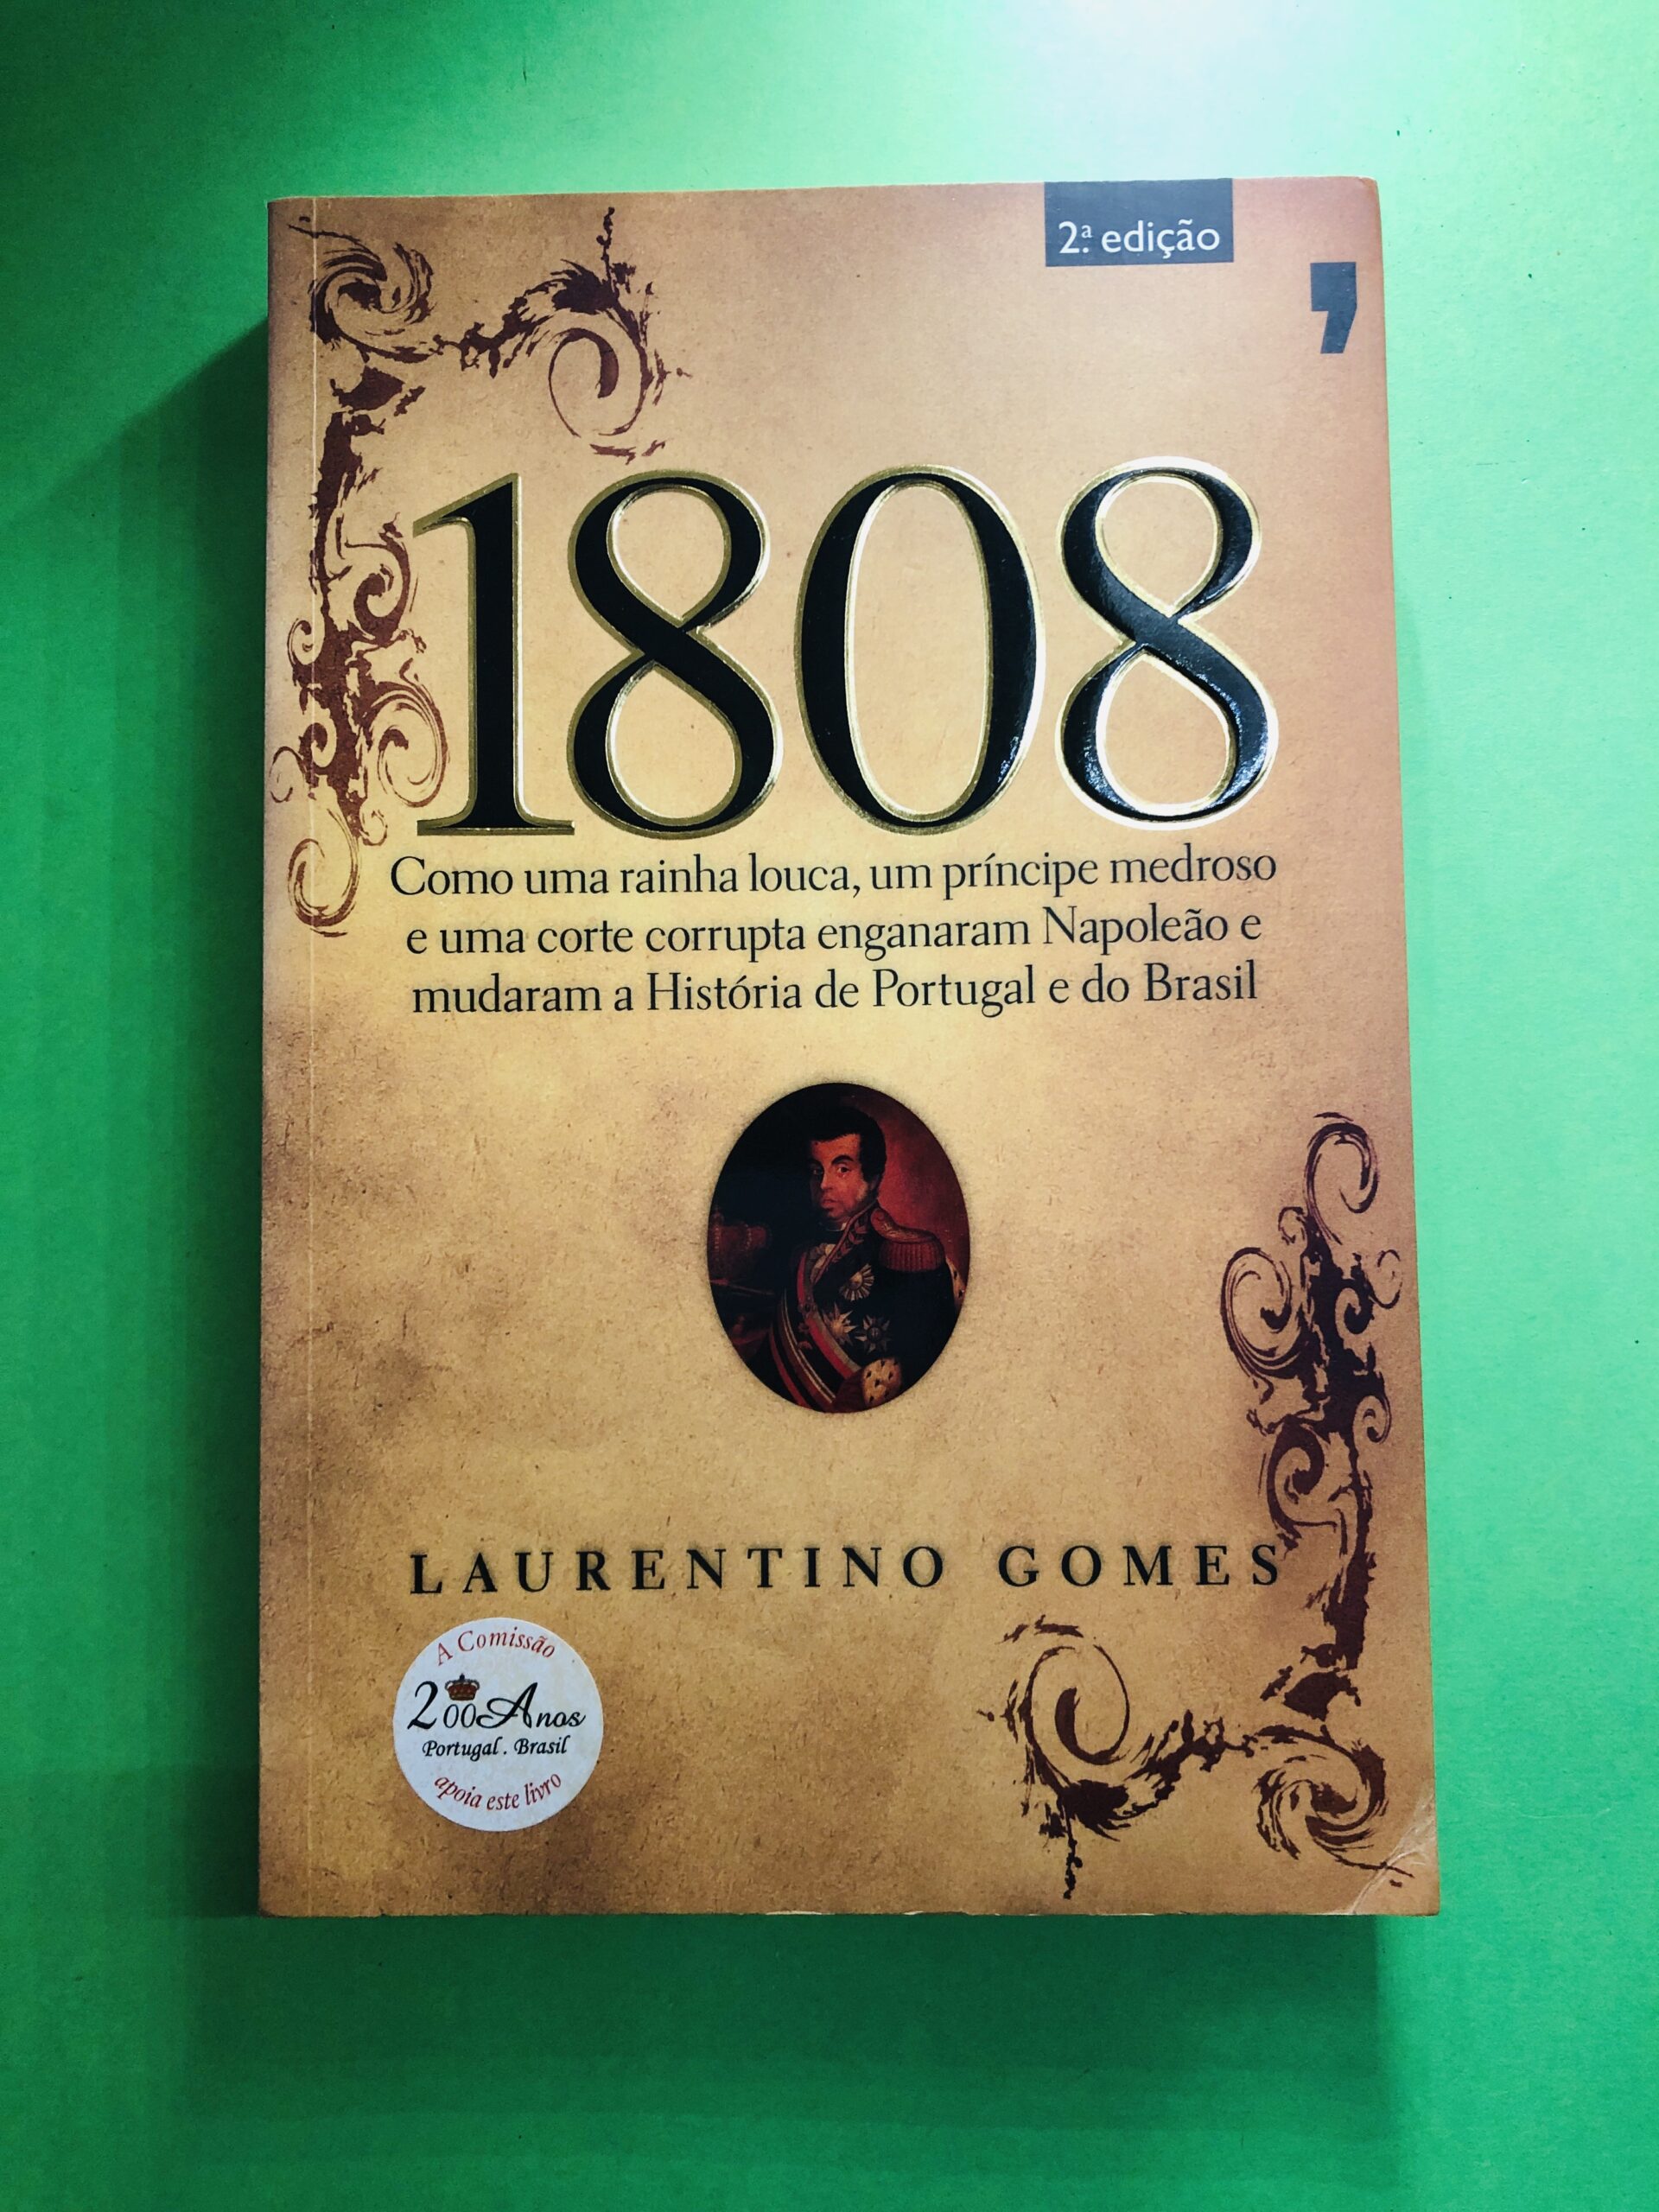 2.ª edição
1808
Como uma rainha louca, um príncipe medroso
e uma corte corrupta enganaram Napoleão e
mudaram a História de Portugal e do Brasil
LAURENTINO GOMES
A Comissão
200 Anos
Portugal . Brasil
apoia este livro